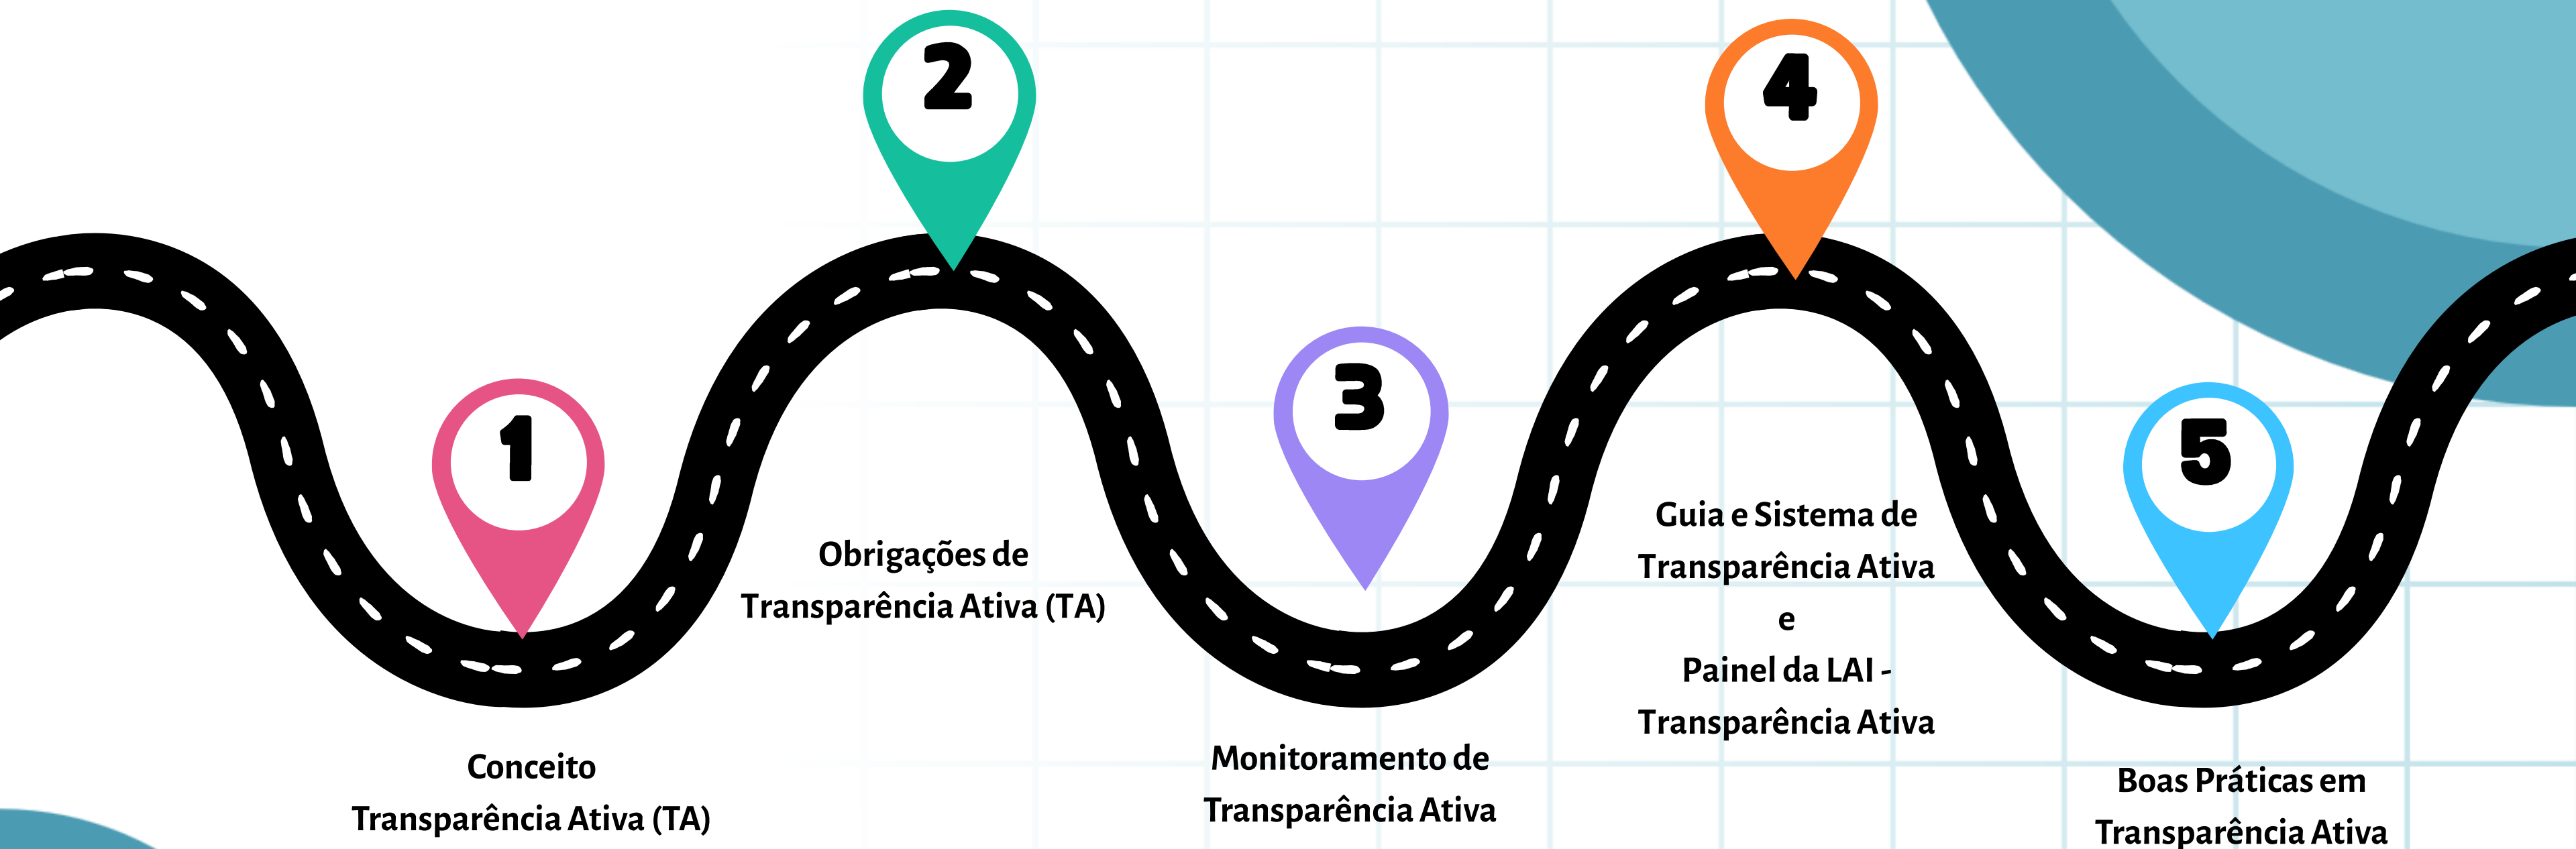 1
Conceito
Transparência Ativa (TA)
2
Obrigações de
Transparência Ativa (TA)
3
Monitoramento de
Transparência Ativa
4
Guia e Sistema de
Transparência Ativa
e
Painel da LAI -
Transparência Ativa
5
Boas Práticas em
Transparência Ativa